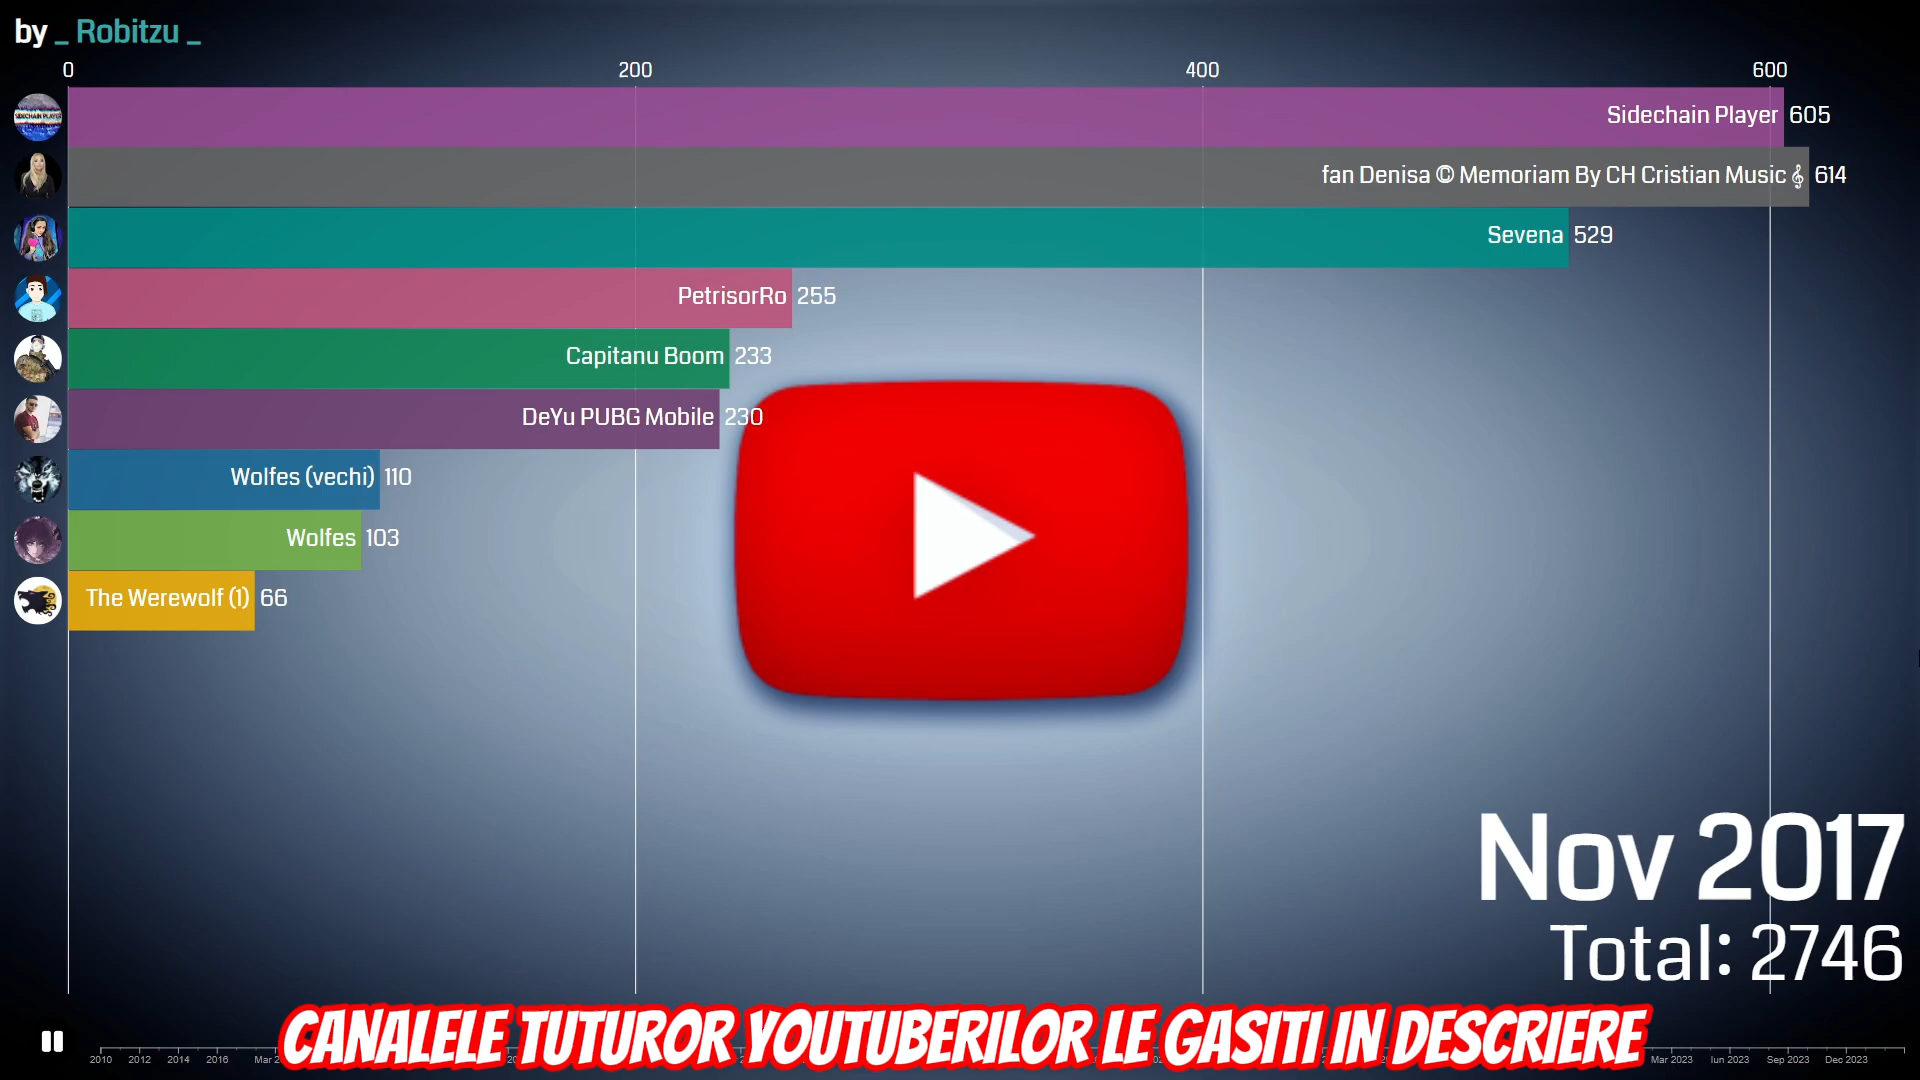 by _ Robitzu _
0 200 400 600
SIDECHAIN PLAYER
Sidechain Player 605
fan Denisa © Memoriam By CH Cristian Music 𝄞 614
Sevena 529
PetrisorRo 255
Capitanu Boom 233
DeYu PUBG Mobile 230
Wolfes (vechi) 110
Wolfes 103
The Werewolf (1) 66
Nov 2017
Total: 2746
CANALELE TUTUROR YOUTUBERILOR LE GASITI IN DESCRIERE
2010 2012 2014 2016 Mar Mar 2023 Iun 2023 Sep 2023 Dec 2023